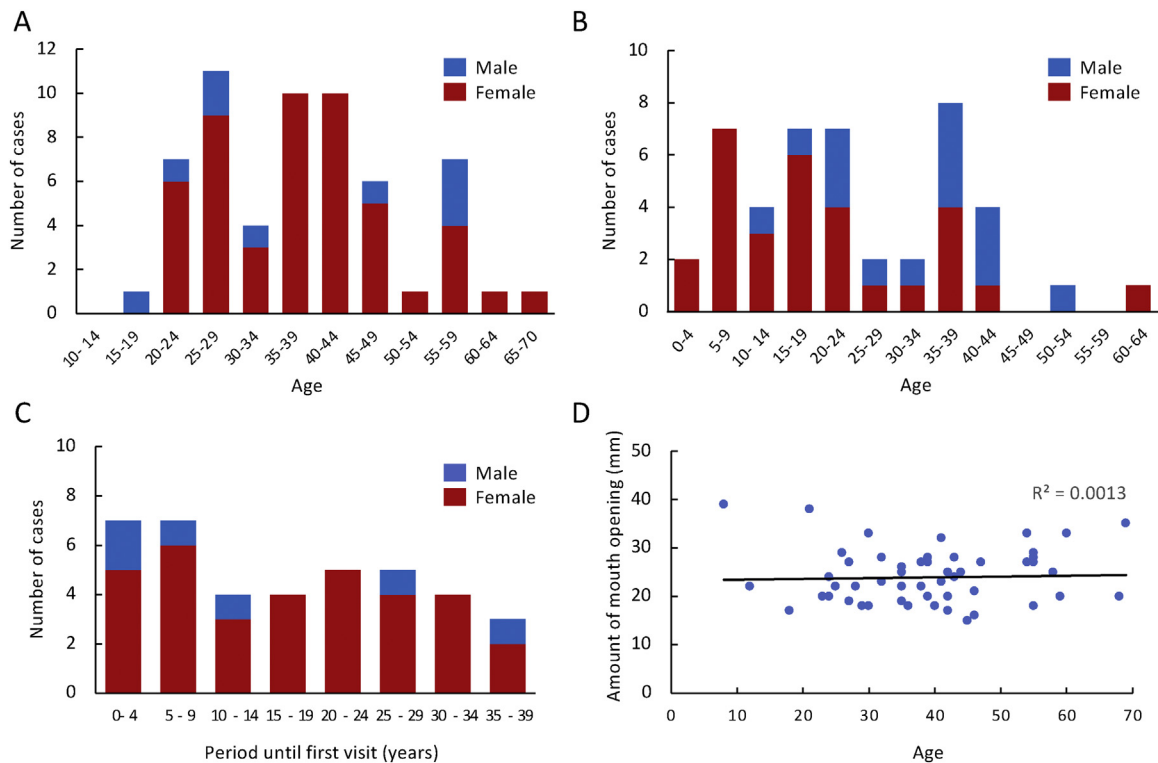 A
Number of cases
12
10
8
6
4
2
0
Male
Female
10- 14
15-19
20-24
25-29
30-34
35-39
40-44
45-49
50-54
55-59
60-64
65-70
Age
B
Number of cases
10
8
6
4
2
0
Male
Female
0-4
5-9
10- 14
15-19
20-24
25-29
30-34
35-39
40-44
45-49
50-54
55-59
60-64
Age
C
Number of cases
10
8
6
4
2
0
Male
Female
0- 4
5 - 9
10 - 14
15 - 19
20 - 24
25 - 29
30 - 34
35 - 39
Period until first visit (years)
D
Amount of mouth opening (mm)
50
40
30
20
10
0
R² = 0.0013
0
10
20
30
40
50
60
70
Age